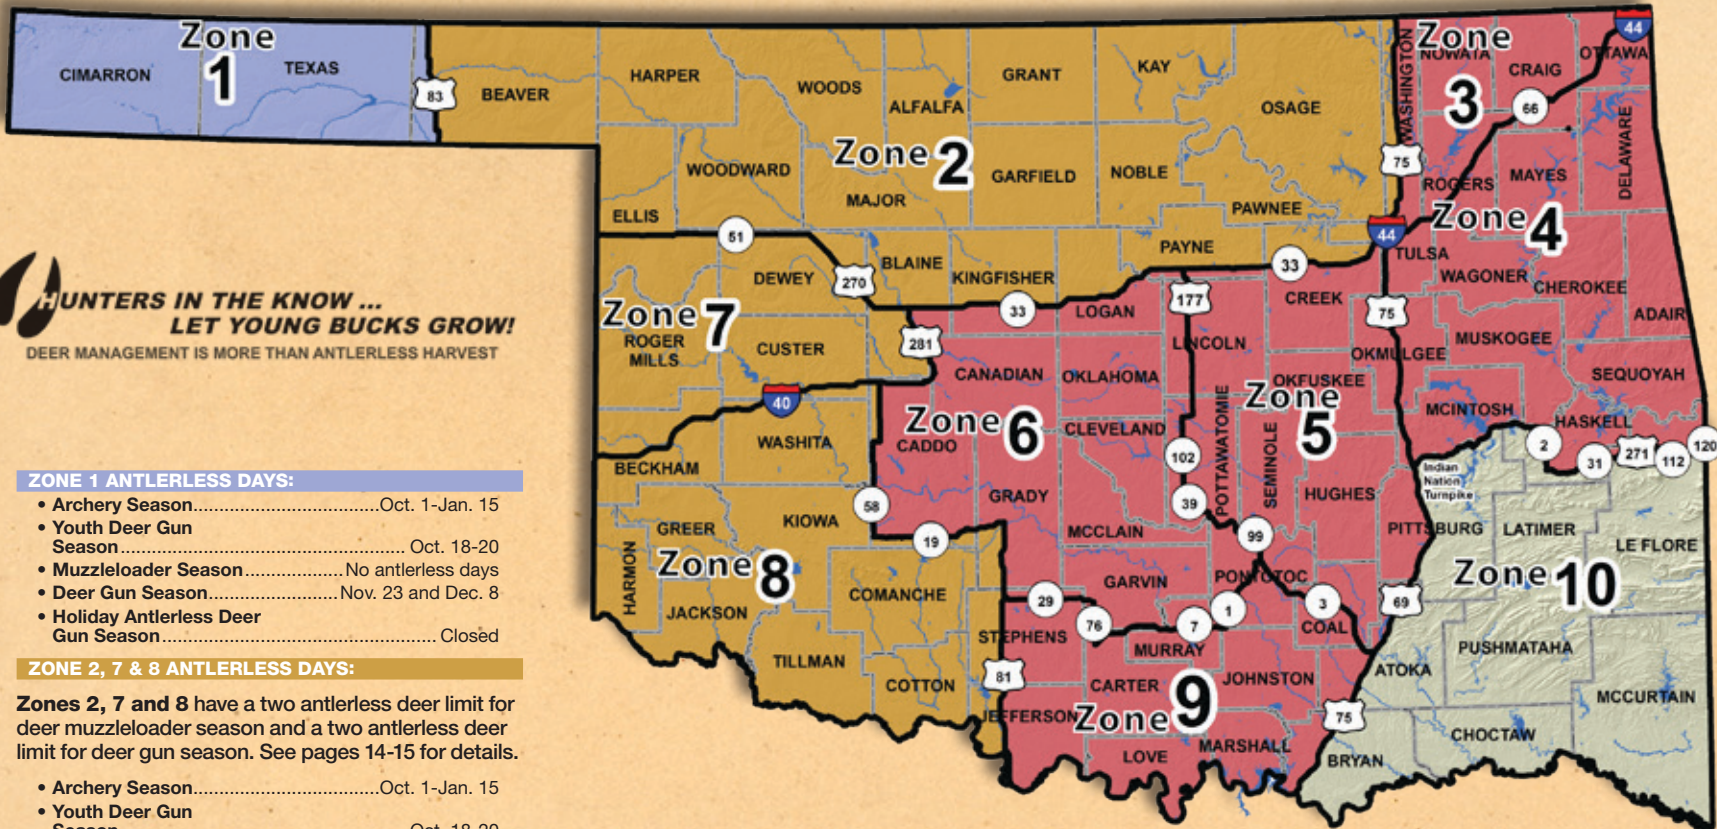 Zone
1
CIMARRON
TEXAS
83
BEAVER
HARPER
WOODS
ALFALFA
GRANT
KAY
OSAGE
WASHINGTON
Zone
3
NOWATA
CRAIG
OTTAWA
44
66
DELAWARE
75
ROGERS
MAYES
Zone 2
WOODWARD
MAJOR
GARFIELD
NOBLE
PAWNEE
ELLIS
51
DEWEY
270
BLAINE
KINGFISHER
PAYNE
33
44
TULSA
Zone 4
WAGONER
CHEROKEE
ADAIR
HUNTERS IN THE KNOW ...
LET YOUNG BUCKS GROW!
DEER MANAGEMENT IS MORE THAN ANTLERLESS HARVEST
Zone 7
ROGER
MILLS
CUSTER
281
33
LOGAN
177
CREEK
75
LINCOLN
OKMULGEE
MUSKOGEE
SEQUOYAH
CANADIAN
OKLAHOMA
OKFUSKEE
Zone
5
40
WASHITA
Zone 6
CADDO
CLEVELAND
POTTAWATOMIE
SEMINOLE
MCINTOSH
HASKELL
2
31
271
112
120
BECKHAM
102
Indian
Nation
Turnpike
GREER
KIOWA
58
GRADY
39
HUGHES
MCCLAIN
99
PITTSBURG
LATIMER
LE FLORE
19
HARMON
Zone 8
JACKSON
COMANCHE
GARVIN
PONTOTOC
Zone 10
29
76
7
1
3
69
STEPHENS
COAL
MURRAY
PUSHMATAHA
TILLMAN
COTTON
81
CARTER
JOHNSTON
ATOKA
MCCURTAIN
JEFFERSON
Zone 9
75
LOVE
MARSHALL
BRYAN
CHOCTAW
ZONE 1 ANTLERLESS DAYS:
• Archery Season...................................Oct. 1-Jan. 15
• Youth Deer Gun
Season...................................................... Oct. 18-20
• Muzzleloader Season...................No antlerless days
• Deer Gun Season.........................Nov. 23 and Dec. 8
• Holiday Antlerless Deer
Gun Season.................................................... Closed
ZONE 2, 7 & 8 ANTLERLESS DAYS:
Zones 2, 7 and 8 have a two antlerless deer limit for
deer muzzleloader season and a two antlerless deer
limit for deer gun season. See pages 14-15 for details.
• Archery Season...................................Oct. 1-Jan. 15
• Youth Deer Gun
Season...................................................... Oct. 18-20